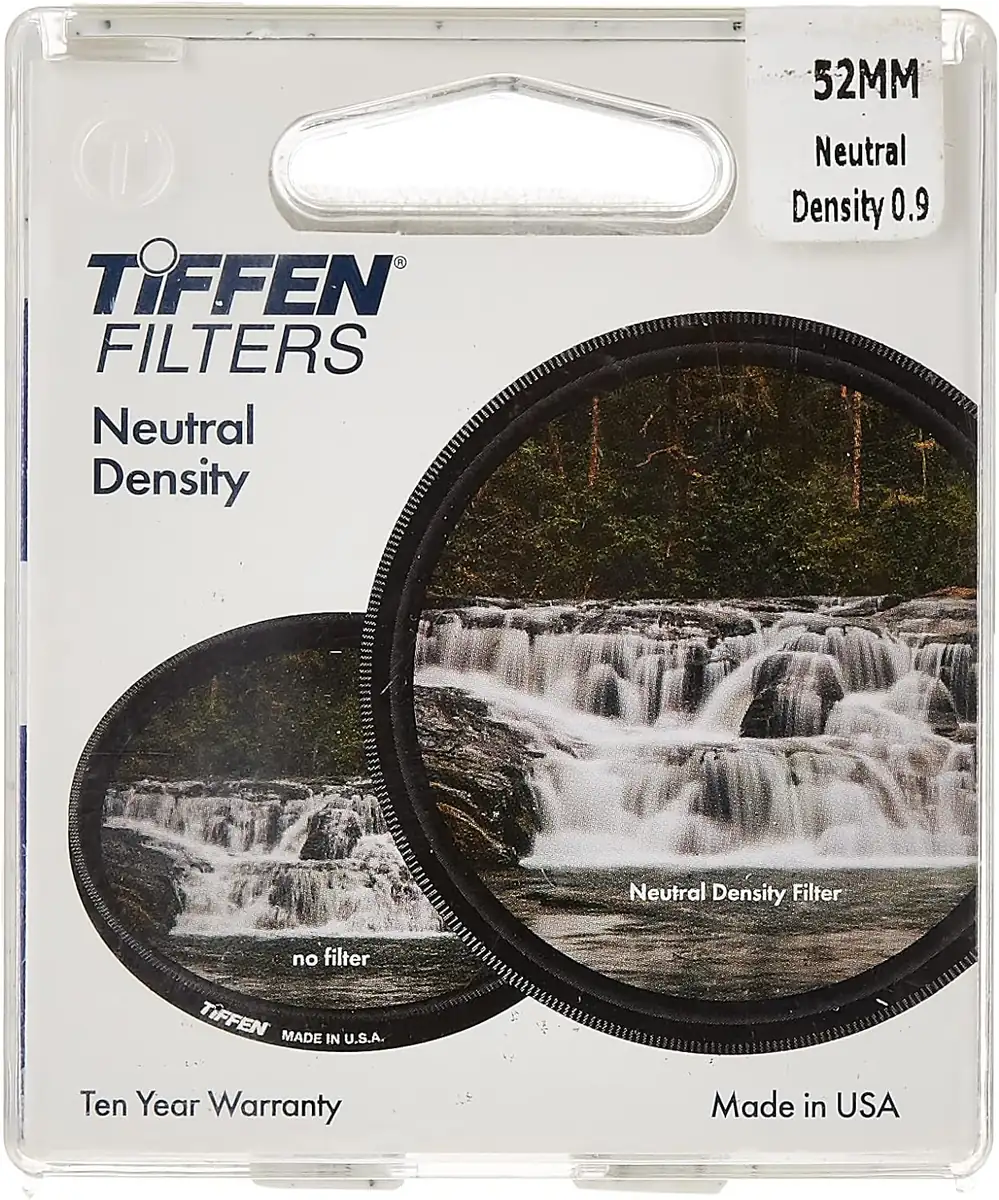 52MM
Neutral
Density 0.9
TiFFEN®
FILTERS
Neutral
Density
Neutral Density Filter
no filter
TiFFEN MADE IN U.S.A.
Ten Year Warranty
Made in USA